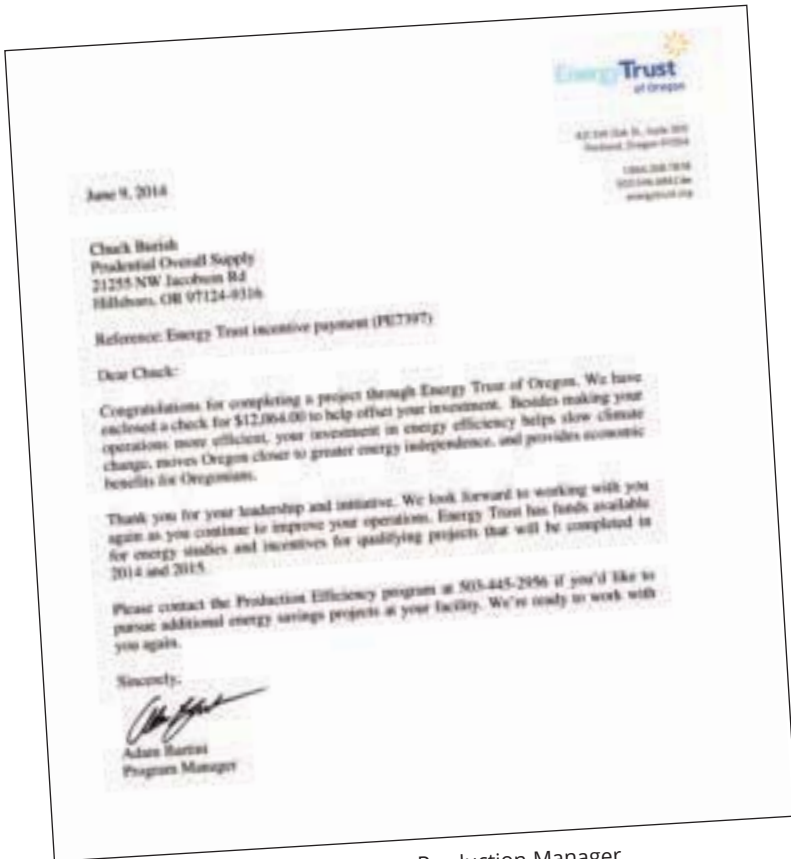 EnergyTrust
of Oregon
June 9, 2014
Chuck
Prudential Overall Supply
21255 NW Jacobson Rd
Hillsboro, OR 97124-9316
Reference: Energy Trust incentive payment (PE7397)
Dear Chuck:
Congratulations for completing a project through Energy Trust of Oregon. We have
enclosed a check for $12,064.00 to help offset your investment. Besides making your
operations more efficient, your investment in energy efficiency helps slow climate
change, moves Oregon closer to greater energy independence, and provides economic
benefits for Oregonians.
Thank you for your leadership and initiative. We look forward to working with you
again as you continue to improve your operations. Energy Trust has funds available
for energy studies and incentives for qualifying projects that will be completed in
2014 and 2015.
Please contact the Production Efficiency program at 503-445-2956 if you'd like to
pursue additional energy savings projects at your facility. We're ready to work with
you again.
Sincerely,
Adam
Program Manager
Production Manager